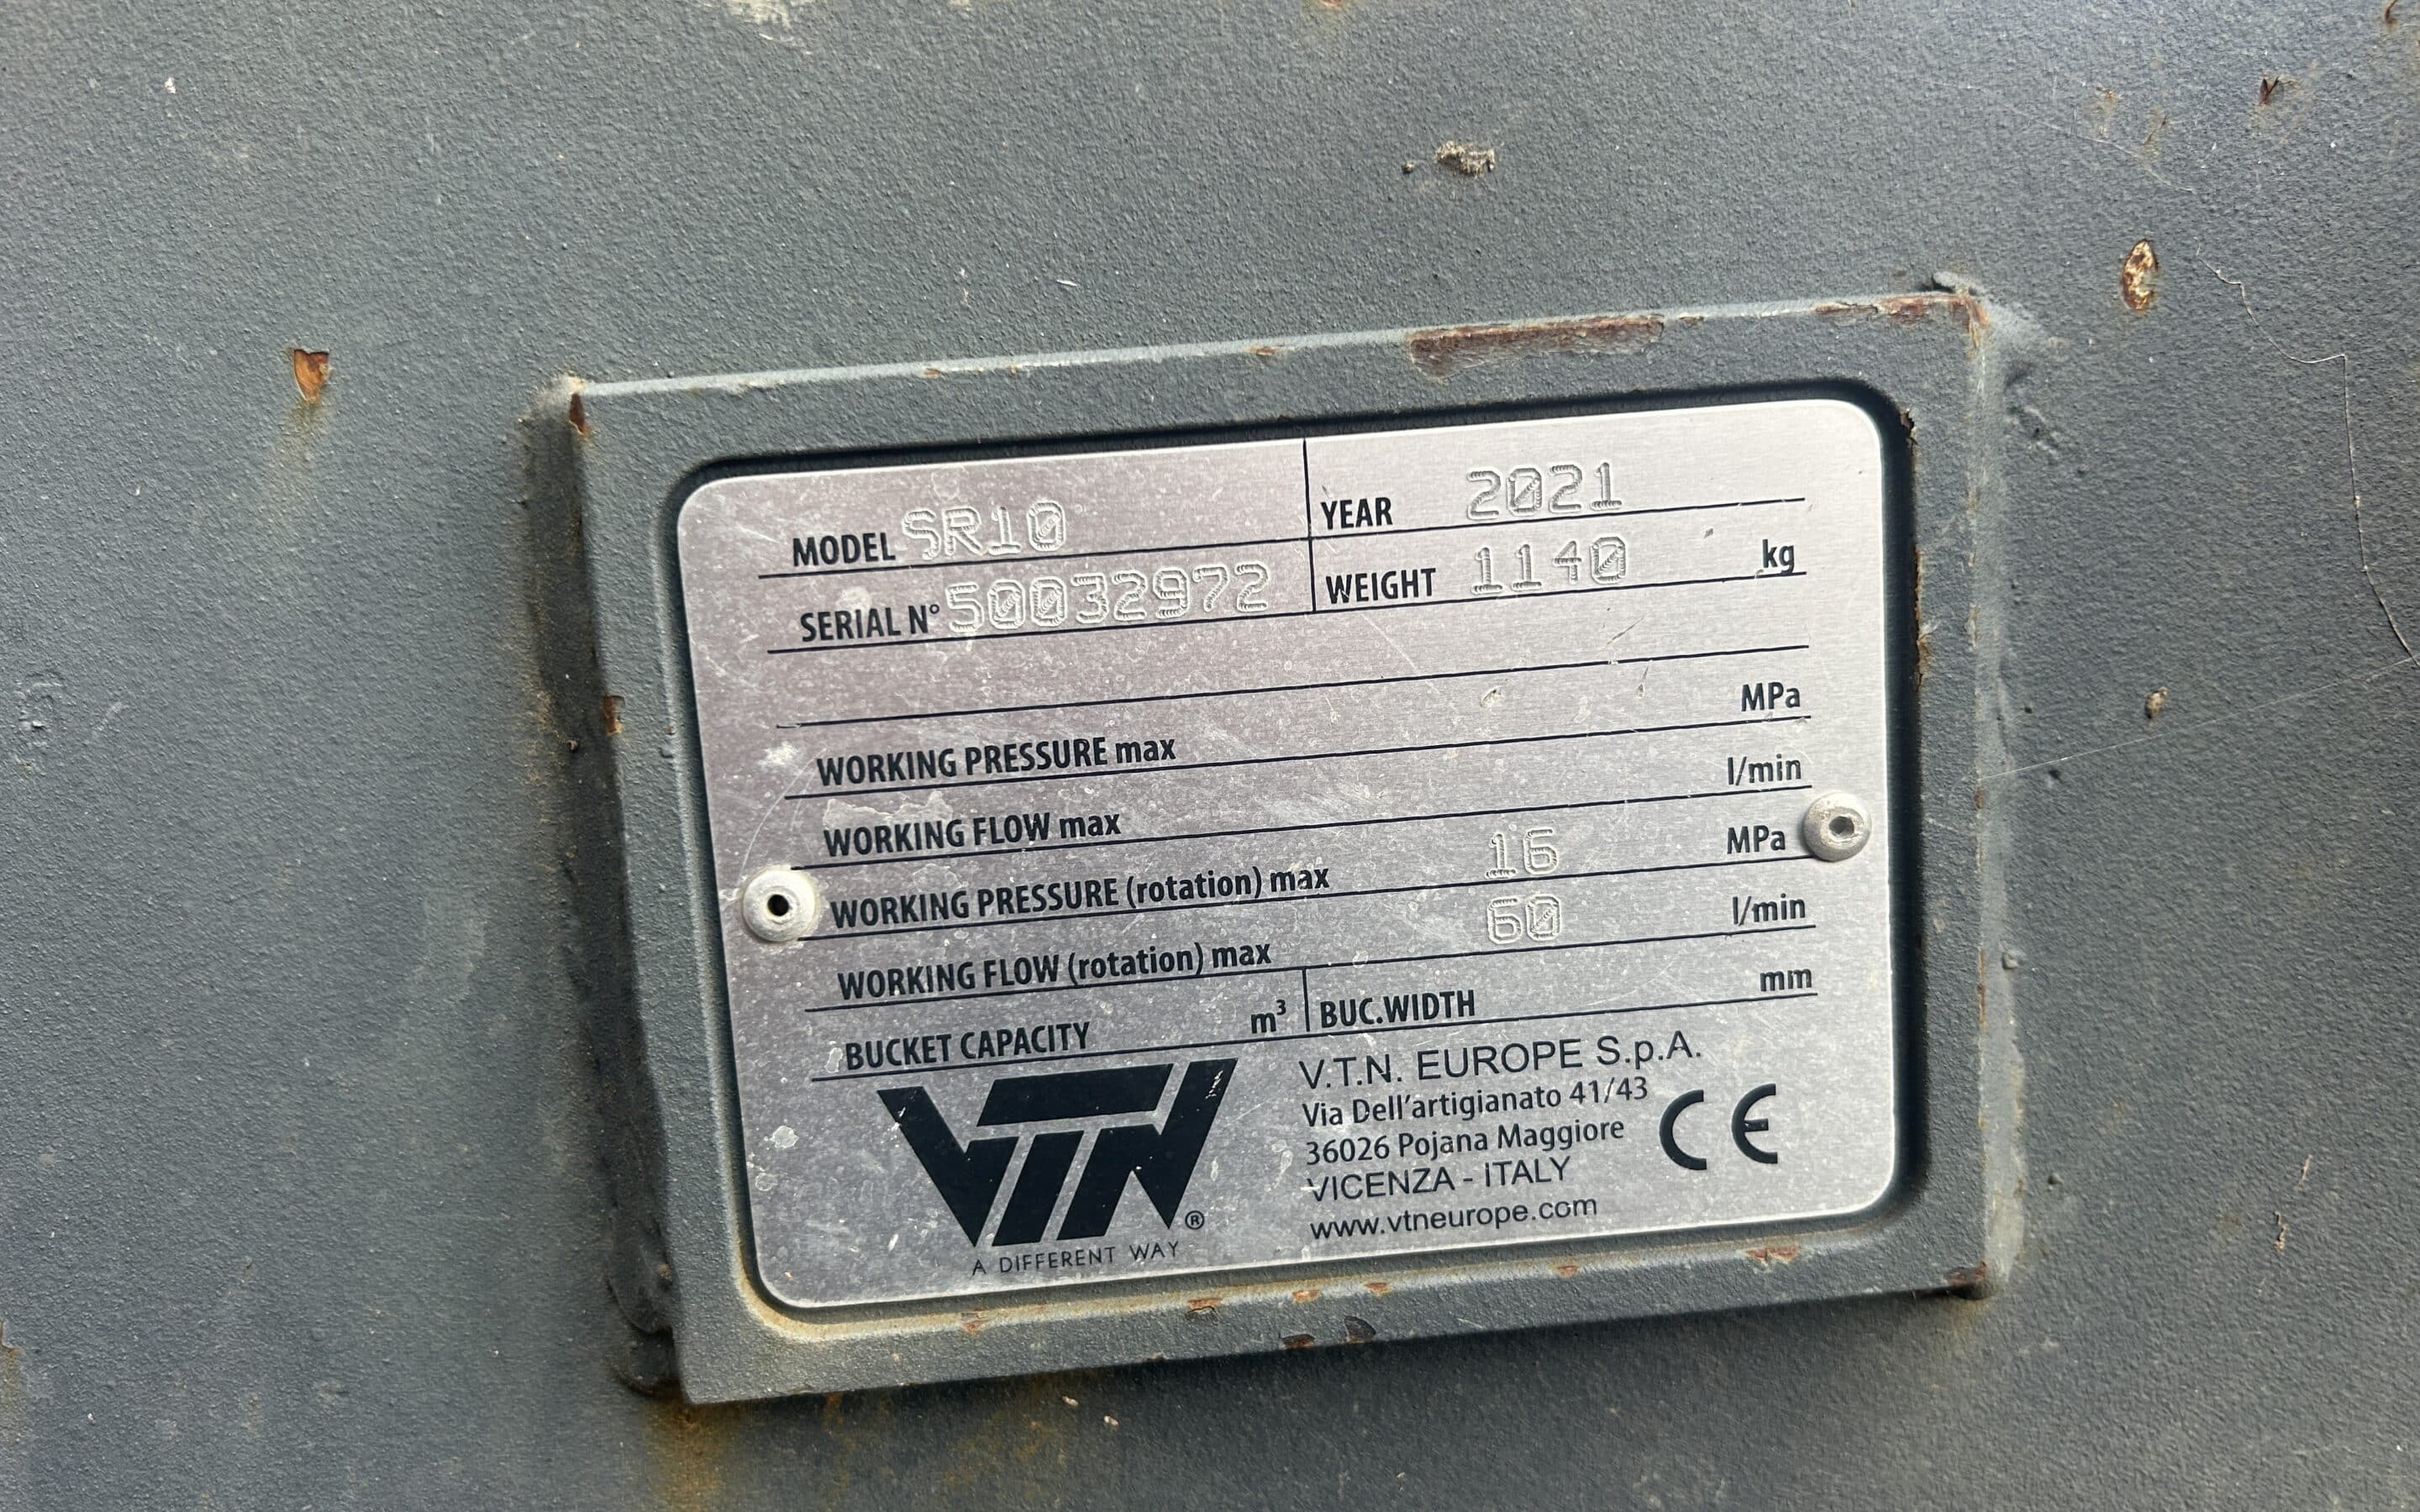 MODEL SR10
YEAR 2021
SERIAL N° 50032972
WEIGHT 1140 kg
WORKING PRESSURE max MPa
WORKING FLOW max l/min
WORKING PRESSURE (rotation) max 16 MPa
WORKING FLOW (rotation) max 60 l/min
BUCKET CAPACITY m³
BUC.WIDTH mm
VTN®
A DIFFERENT WAY
V.T.N. EUROPE S.p.A.
Via Dell'artigianato 41/43
36026 Pojana Maggiore
VICENZA - ITALY
www.vtneurope.com
CE